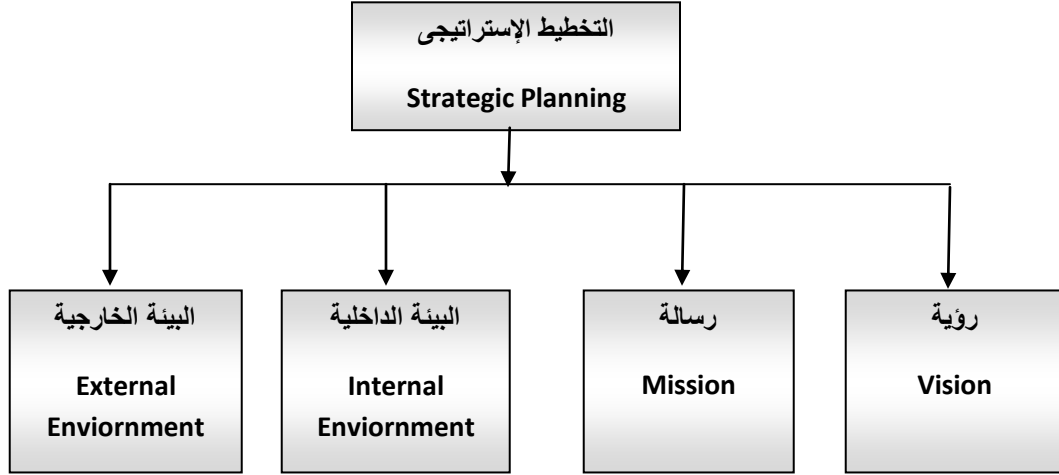 التخطيط الإستراتيجى
Strategic Planning
البيئة الخارجية
External
Enviornment
البيئة الداخلية
Internal
Enviornment
رسالة
Mission
رؤية
Vision